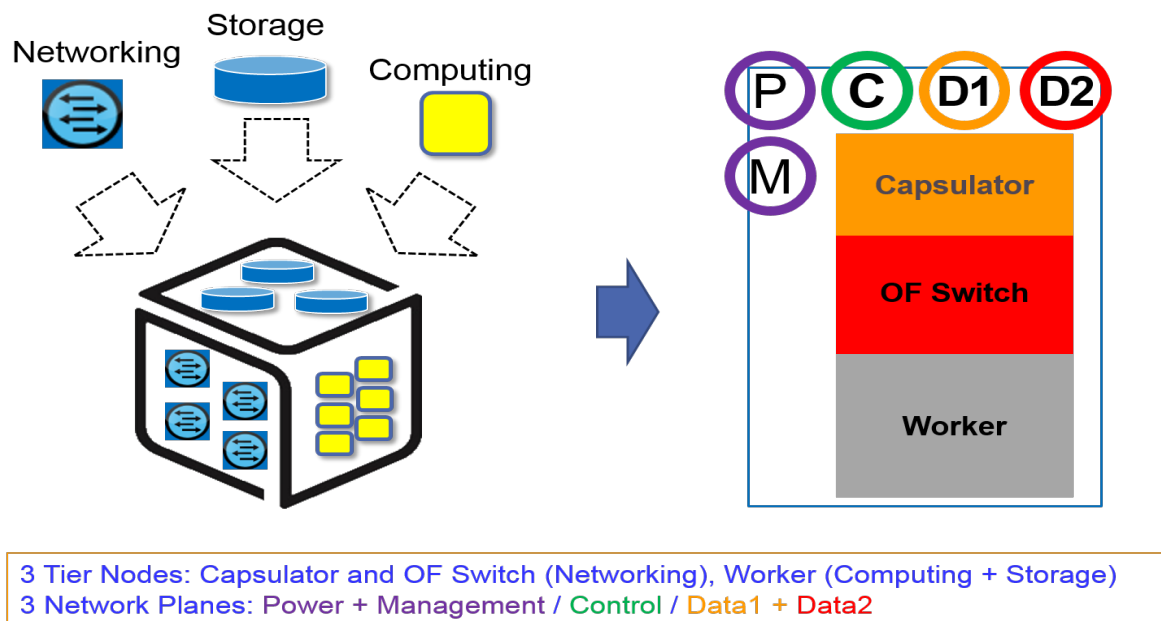 Networking
Storage
Computing
P
C
D1
D2
M
Capsulator
OF Switch
Worker
3 Tier Nodes: Capsulator and OF Switch (Networking), Worker (Computing + Storage)
3 Network Planes: Power + Management / Control / Data1 + Data2